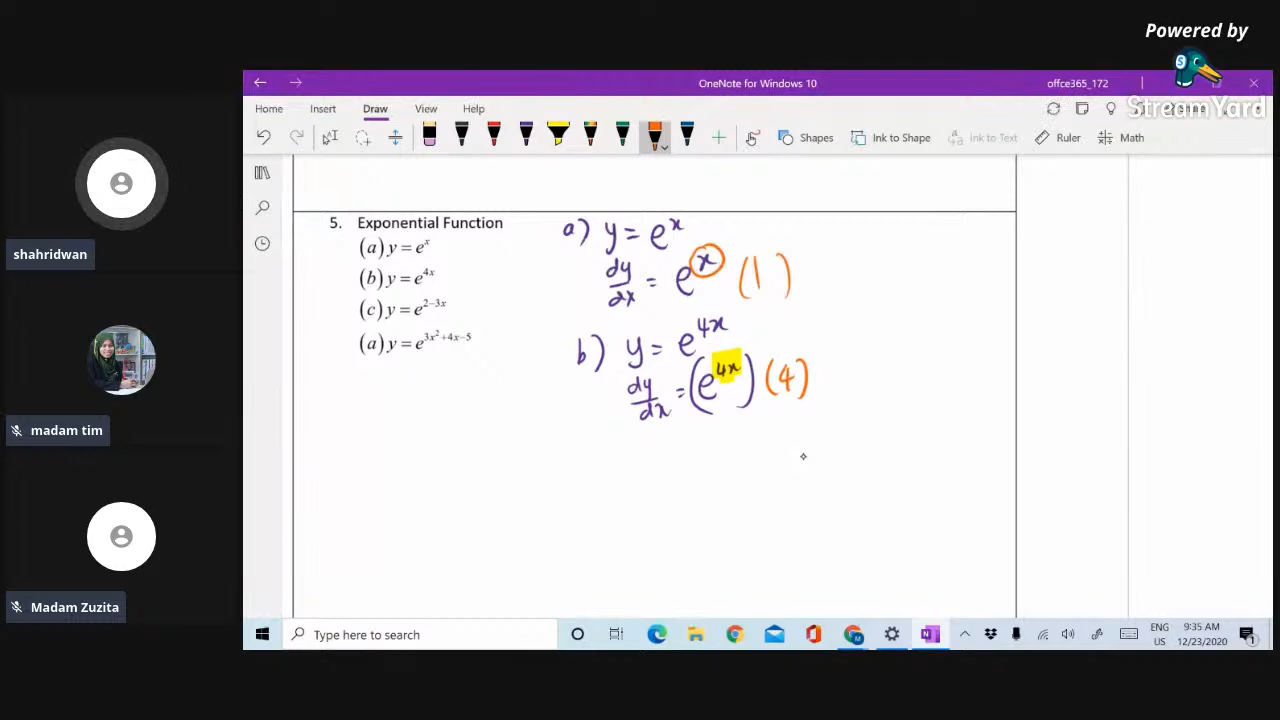 Powered by
StreamYard
OneNote for Windows 10
offce365_172
Home Insert Draw View Help
Shapes Ink to Shape Ink to Text Ruler Math
shahridwan
madam tim
Madam Zuzita
5. Exponential Function
(a) y = e^x
(b) y = e^{4x}
(c) y = e^{2-3x}
(a) y = e^{3x²+4x-5}
a) y = e^x
dy/dx = e^x (1)
b) y = e^{4x}
dy/dx = (e^{4x}) (4)
Type here to search
ENG
US
9:35 AM
12/23/2020
1